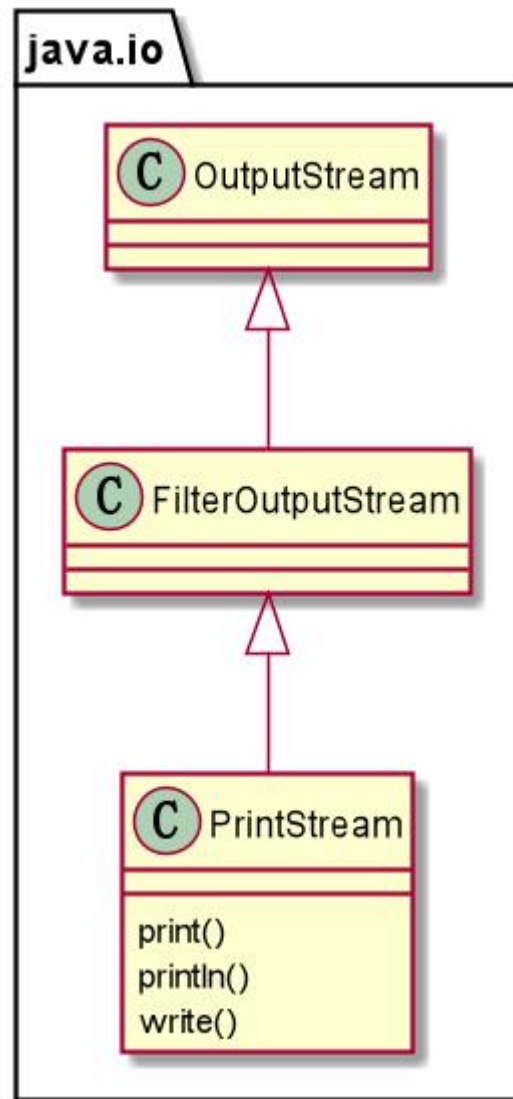 java.io
C OutputStream
C FilterOutputStream
C PrintStream
print()
println()
write()